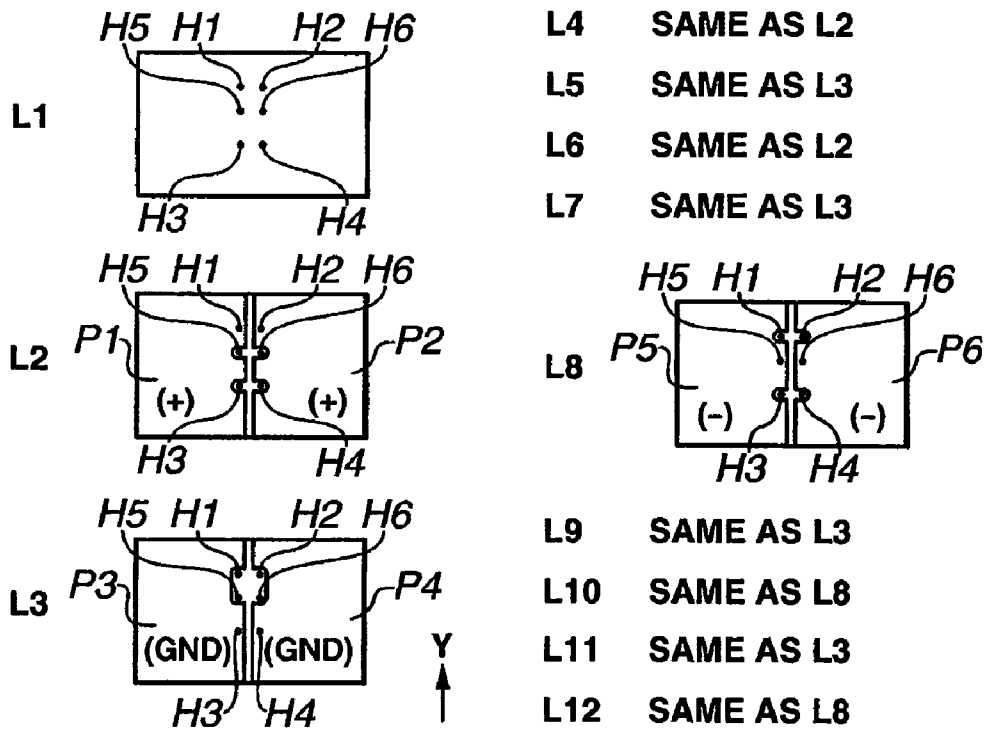 H5 H1 H2 H6
L1
H3 H4
H5 H1 H2 H6
L2 P1 P2
(+) (+)
H3 H4
H5 H1 H2 H6
L3 P3 P4
(GND) (GND)
H3 H4
Y
L4 SAME AS L2
L5 SAME AS L3
L6 SAME AS L2
L7 SAME AS L3
H5 H1 H2 H6
L8 P5 P6
(–) (–)
H3 H4
L9 SAME AS L3
L10 SAME AS L8
L11 SAME AS L3
L12 SAME AS L8